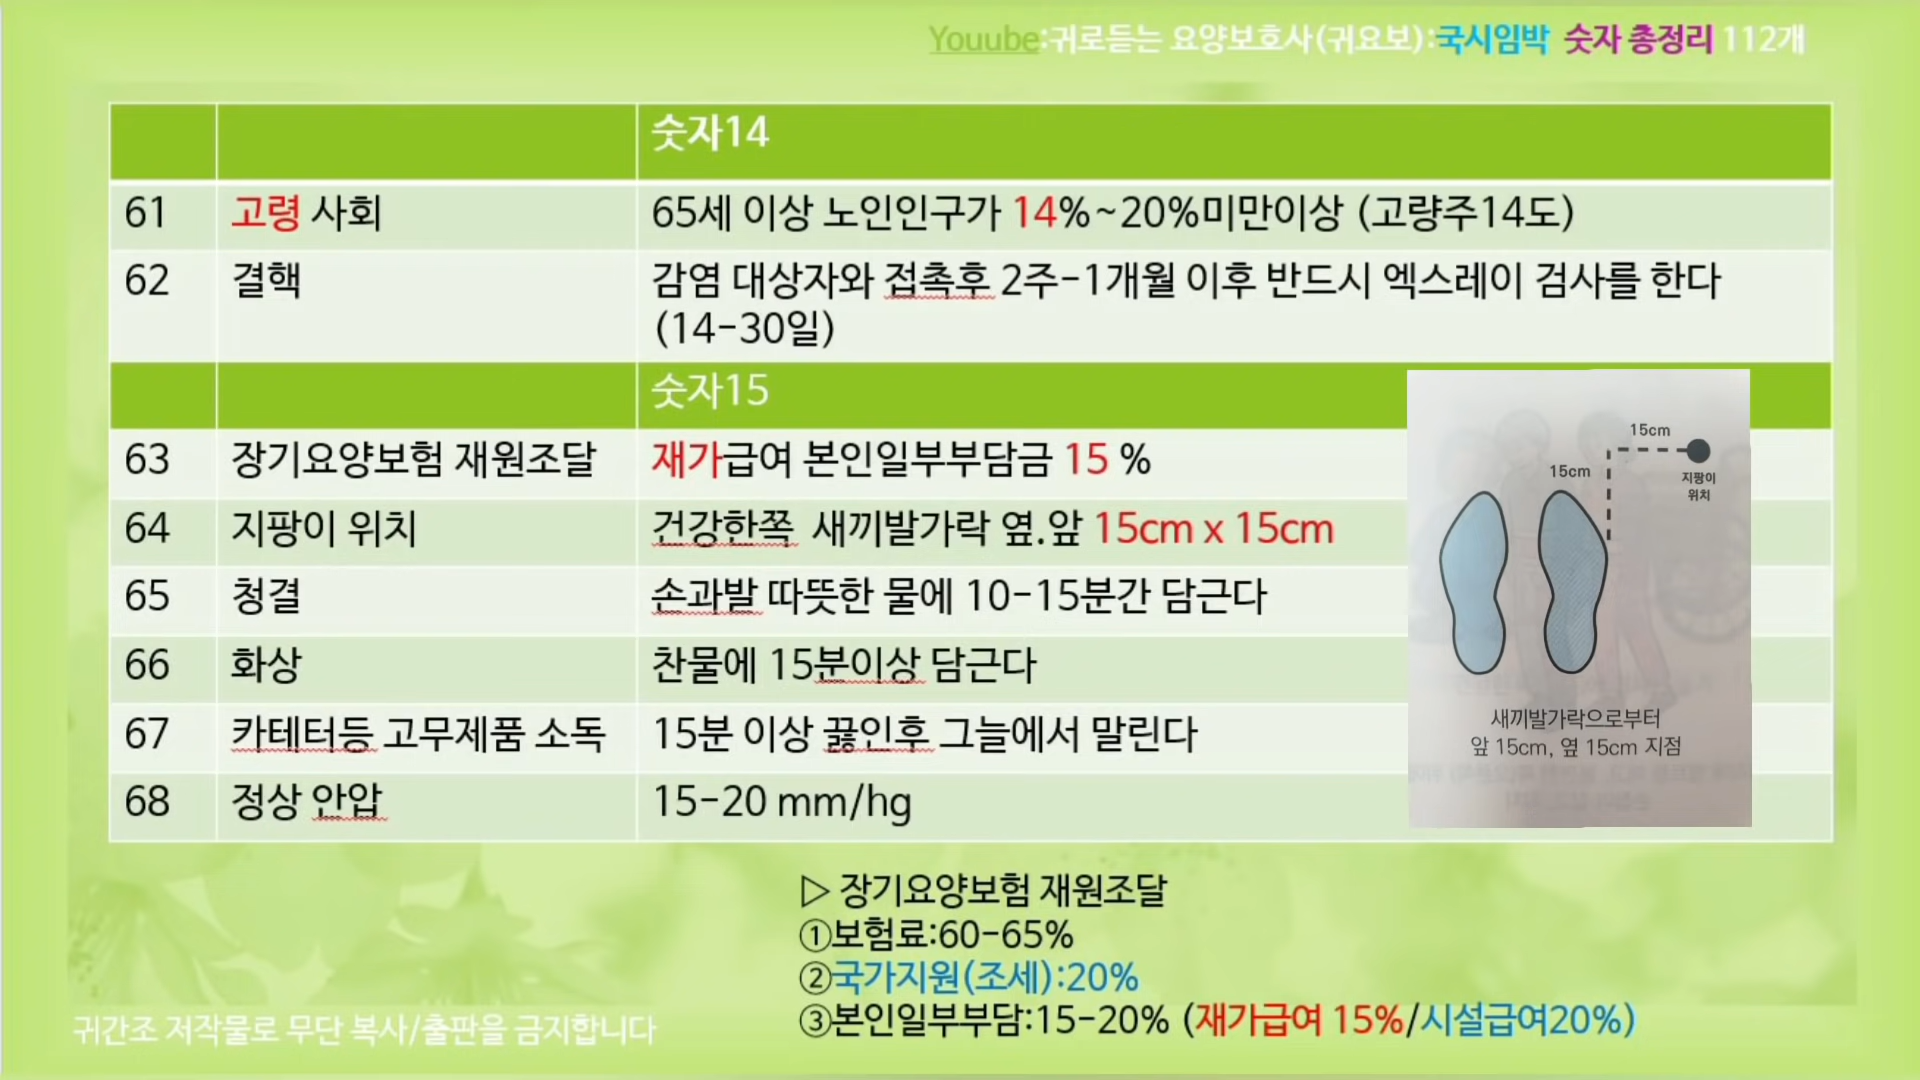 Youube:귀로듣는 요양보호사(귀요보):국시임박 숫자 총정리 112개
숫자14
61 고령 사회 65세 이상 노인인구가 14%~20%미만이상 (고량주14도)
62 결핵 감염 대상자와 접촉후 2주-1개월 이후 반드시 엑스레이 검사를 한다
(14-30일)
숫자15
63 장기요양보험 재원조달 재가급여 본인일부부담금 15 %
64 지팡이 위치 건강한쪽 새끼발가락 옆.앞 15cm x 15cm
65 청결 손과발 따뜻한 물에 10-15분간 담근다
66 화상 찬물에 15분이상 담근다
67 카테터등 고무제품 소독 15분 이상 끓인후 그늘에서 말린다
68 정상 안압 15-20 mm/hg
15cm
15cm
지팡이
위치
새끼발가락으로부터
앞 15cm, 옆 15cm 지점
▷ 장기요양보험 재원조달
①보험료:60-65%
②국가지원(조세):20%
③본인일부부담:15-20% (재가급여 15%/시설급여20%)
귀간조 저작물로 무단 복사/출판을 금지합니다